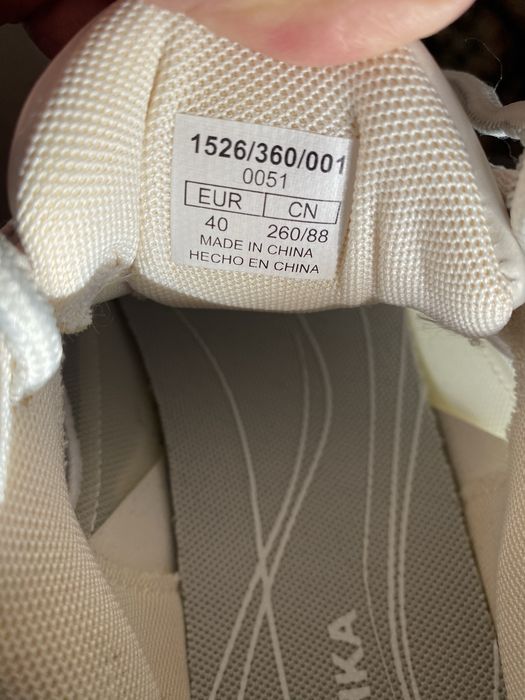 1526/360/001
0051
EUR CN
40 260/88
MADE IN CHINA
HECHO EN CHINA